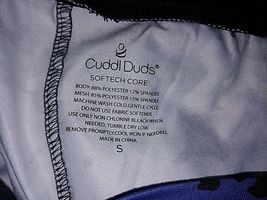 Cuddl Duds®
SOFTECH CORE
BODY: 88% POLYESTER 12% SPANDEX
MESH: 85% POLYESTER 15% SPANDEX
MACHINE WASH COLD, GENTLE CYCLE.
DO NOT USE FABRIC SOFTENER.
USE ONLY NON CHLORINE BLEACH WHEN
NEEDED, TUMBLE DRY LOW.
REMOVE PROMPTLY, COOL IRON IF NEEDED.
MADE IN CHINA
S